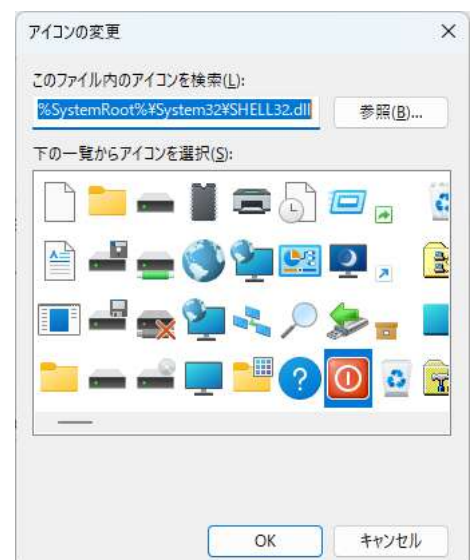 アイコンの変更
このファイル内のアイコンを検索(L):
%SystemRoot%¥System32¥SHELL32.dll
参照(B)...
下の一覧からアイコンを選択(S):
OK
キャンセル